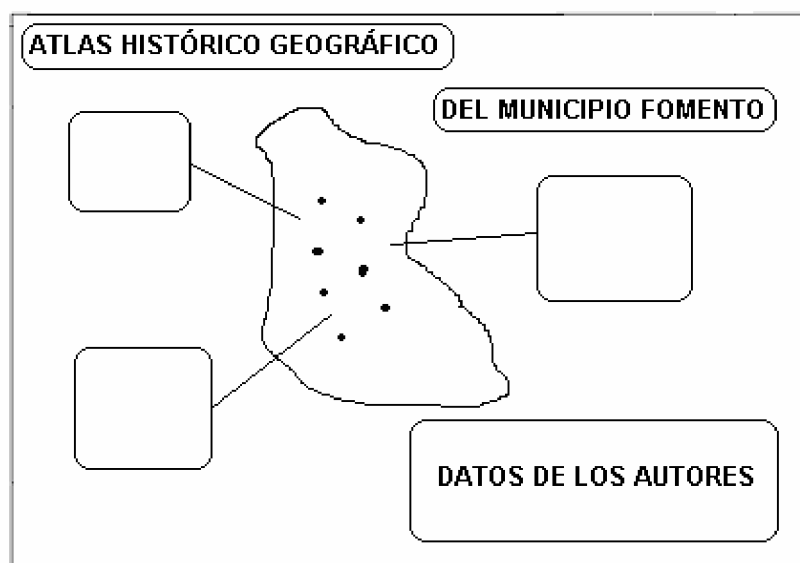 ATLAS HISTÓRICO GEOGRÁFICO
DEL MUNICIPIO FOMENTO
DATOS DE LOS AUTORES